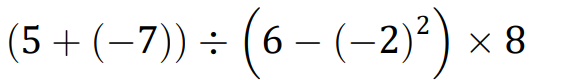 (5 + (−7)) ÷ (6 − (−2)²) × 8